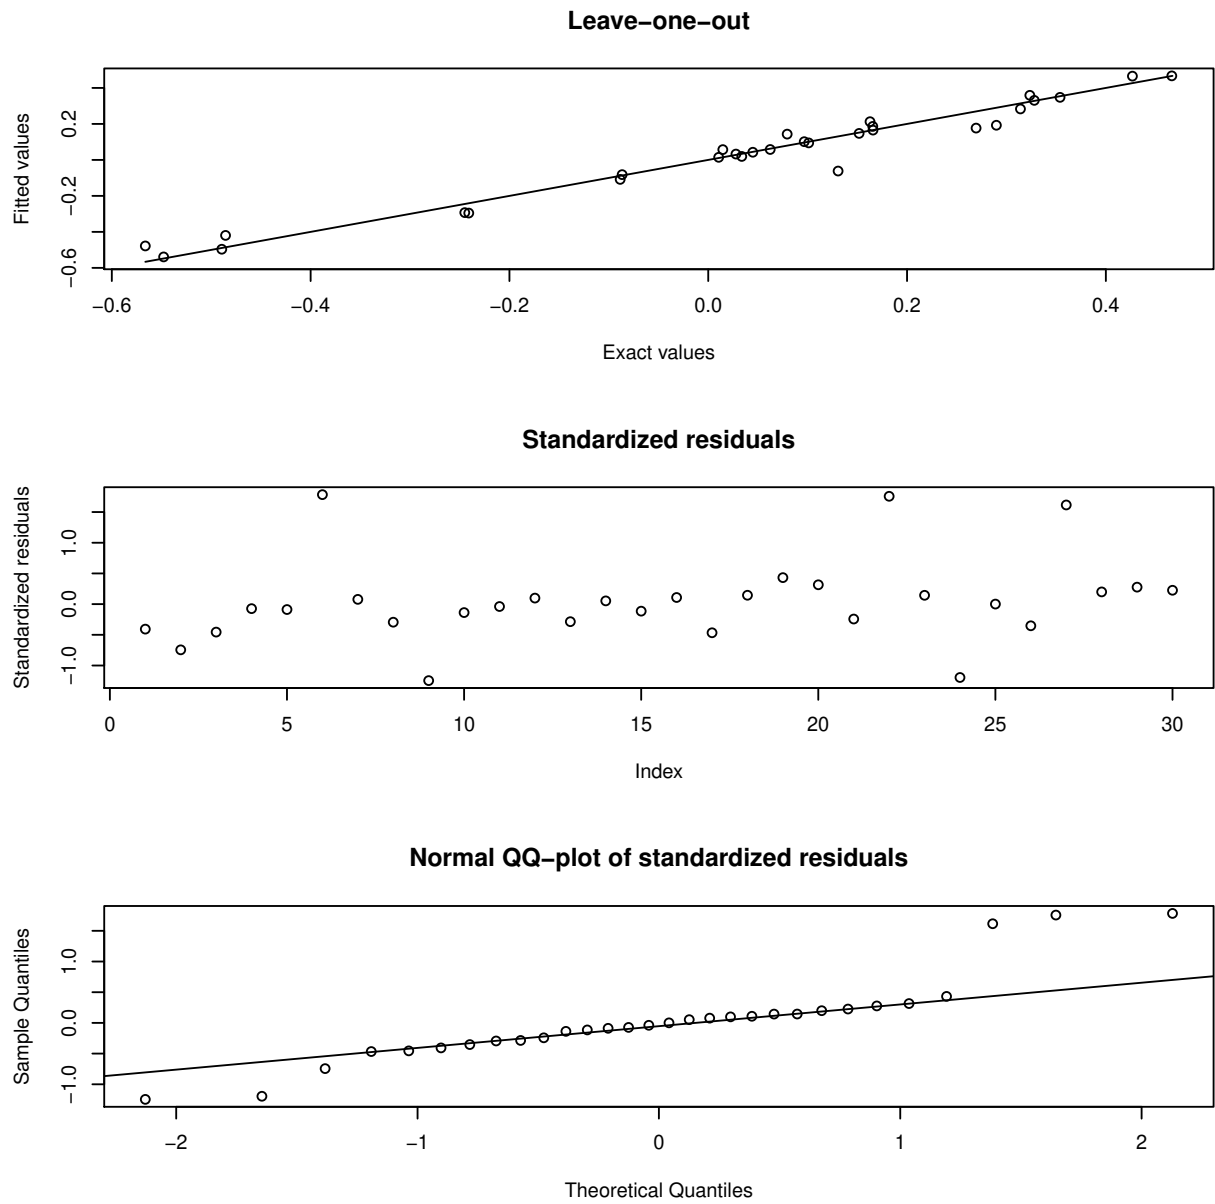 Leave−one−out
Fitted values
−0.6 −0.2 0.2
−0.6 −0.4 −0.2 0.0 0.2 0.4
Exact values
Standardized residuals
Standardized residuals
−1.0 0.0 1.0
0 5 10 15 20 25 30
Index
Normal QQ−plot of standardized residuals
Sample Quantiles
−1.0 0.0 1.0
−2 −1 0 1 2
Theoretical Quantiles